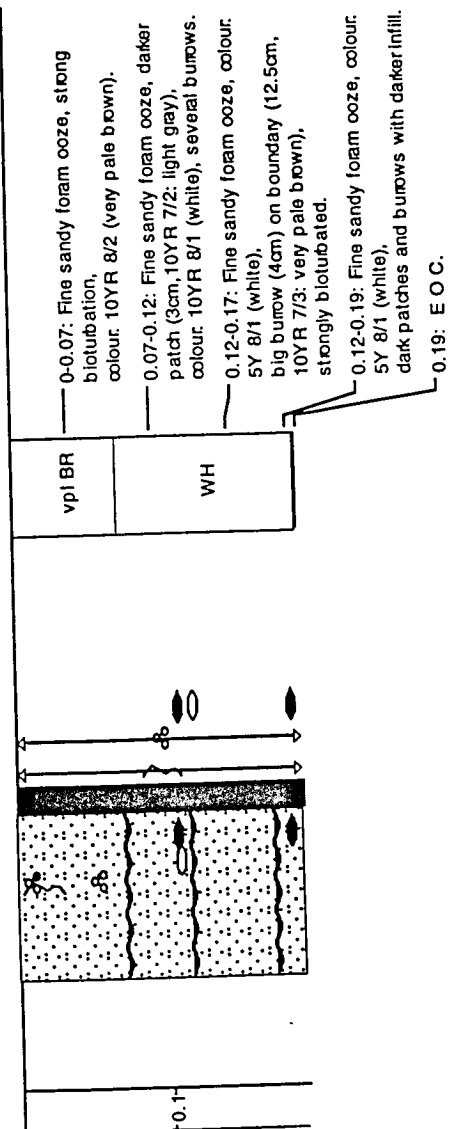 0-0.07: Fine sandy foram ooze, strong
bioturbation,
colour: 10YR 8/2 (very pale brown).
0.07-0.12: Fine sandy foram ooze, darker
patch (3cm, 10YR 7/2: light gray),
colour: 10YR 8/1 (white), several burrows.
0.12-0.17: Fine sandy foram ooze, colour:
5Y 8/1 (white),
big burrow (4cm) on boundary (12.5cm,
10YR 7/3: very pale brown),
strongly bioturbated.
0.12-0.19: Fine sandy foram ooze, colour:
5Y 8/1 (white),
dark patches and burrows with darker infill.
0.19: E O C.
vpl BR
WH
0.1